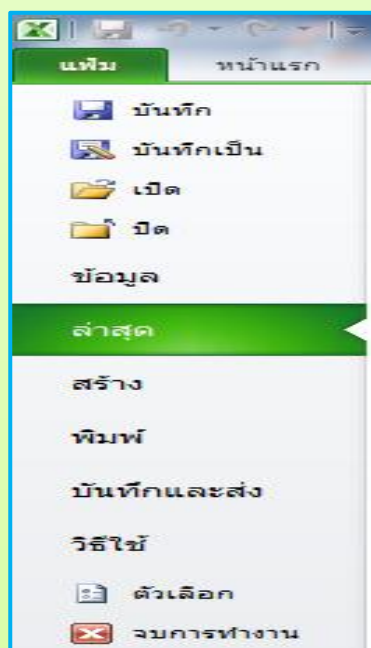 แฟ้ม หน้าแรก
บันทึก
บันทึกเป็น
เปิด
ปิด
ข้อมูล
ล่าสุด
สร้าง
พิมพ์
บันทึกและส่ง
วิธีใช้
ตัวเลือก
จบการทำงาน